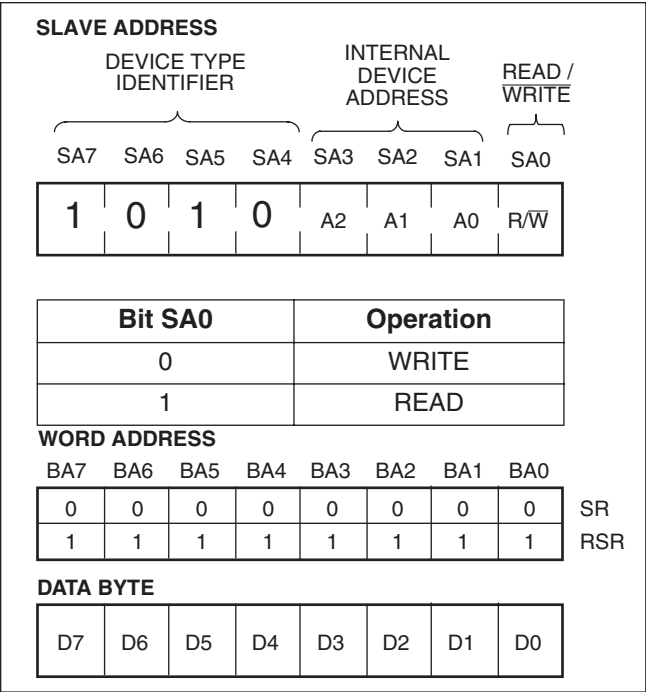 SLAVE ADDRESS
DEVICE TYPE IDENTIFIER
INTERNAL DEVICE ADDRESS
READ / WRITE
SA7 SA6 SA5 SA4 SA3 SA2 SA1 SA0
1 0 1 0 A2 A1 A0 R/W̅
Bit SA0 Operation
0 WRITE
1 READ
WORD ADDRESS
BA7 BA6 BA5 BA4 BA3 BA2 BA1 BA0
0 0 0 0 0 0 0 0 SR
1 1 1 1 1 1 1 1 RSR
DATA BYTE
D7 D6 D5 D4 D3 D2 D1 D0